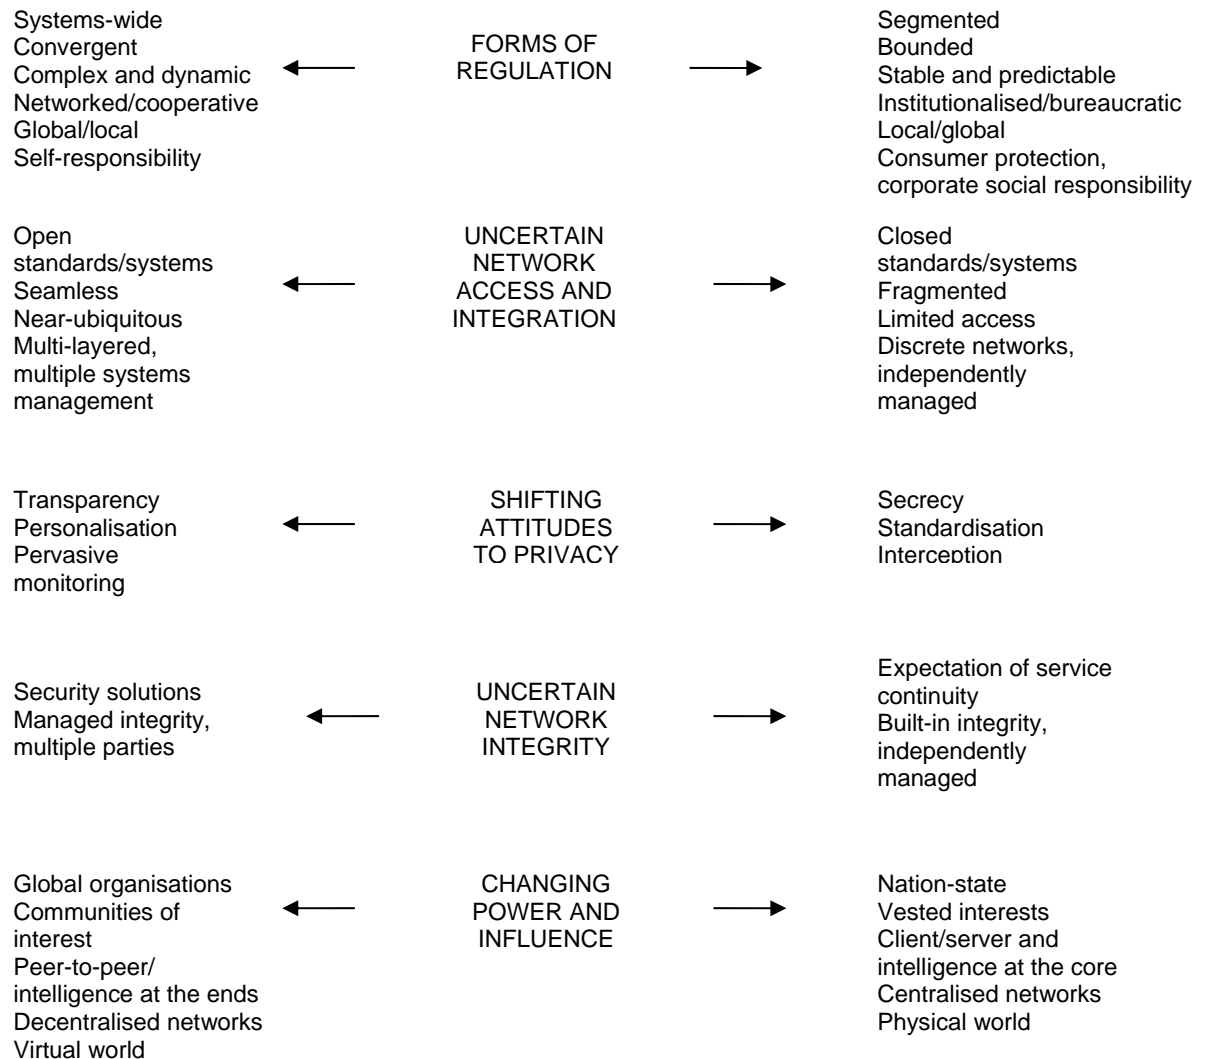 Systems-wide
Convergent
Complex and dynamic
Networked/cooperative
Global/local
Self-responsibility
FORMS OF
REGULATION
Segmented
Bounded
Stable and predictable
Institutionalised/bureaucratic
Local/global
Consumer protection,
corporate social responsibility
Open
standards/systems
Seamless
Near-ubiquitous
Multi-layered,
multiple systems
management
UNCERTAIN
NETWORK
ACCESS AND
INTEGRATION
Closed
standards/systems
Fragmented
Limited access
Discrete networks,
independently
managed
Transparency
Personalisation
Pervasive
monitoring
SHIFTING
ATTITUDES
TO PRIVACY
Secrecy
Standardisation
Interception
Security solutions
Managed integrity,
multiple parties
UNCERTAIN
NETWORK
INTEGRITY
Expectation of service
continuity
Built-in integrity,
independently
managed
Global organisations
Communities of
interest
Peer-to-peer/
intelligence at the ends
Decentralised networks
Virtual world
CHANGING
POWER AND
INFLUENCE
Nation-state
Vested interests
Client/server and
intelligence at the core
Centralised networks
Physical world